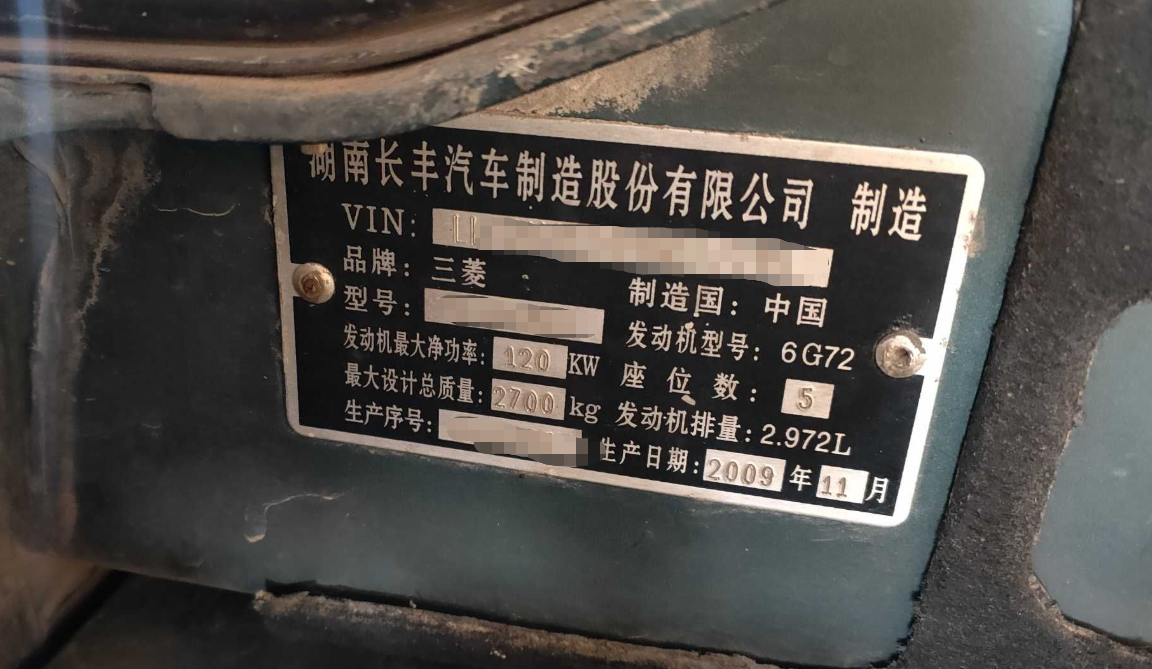 湖南长丰汽车制造股份有限公司 制造
VIN: LL
品牌: 三菱 制造国: 中国
型号: 发动机型号: 6G72
发动机最大净功率: 120 KW 座位数: 5
最大设计总质量: 2700 kg 发动机排量: 2.972L
生产序号: 生产日期: 2009 年 11 月